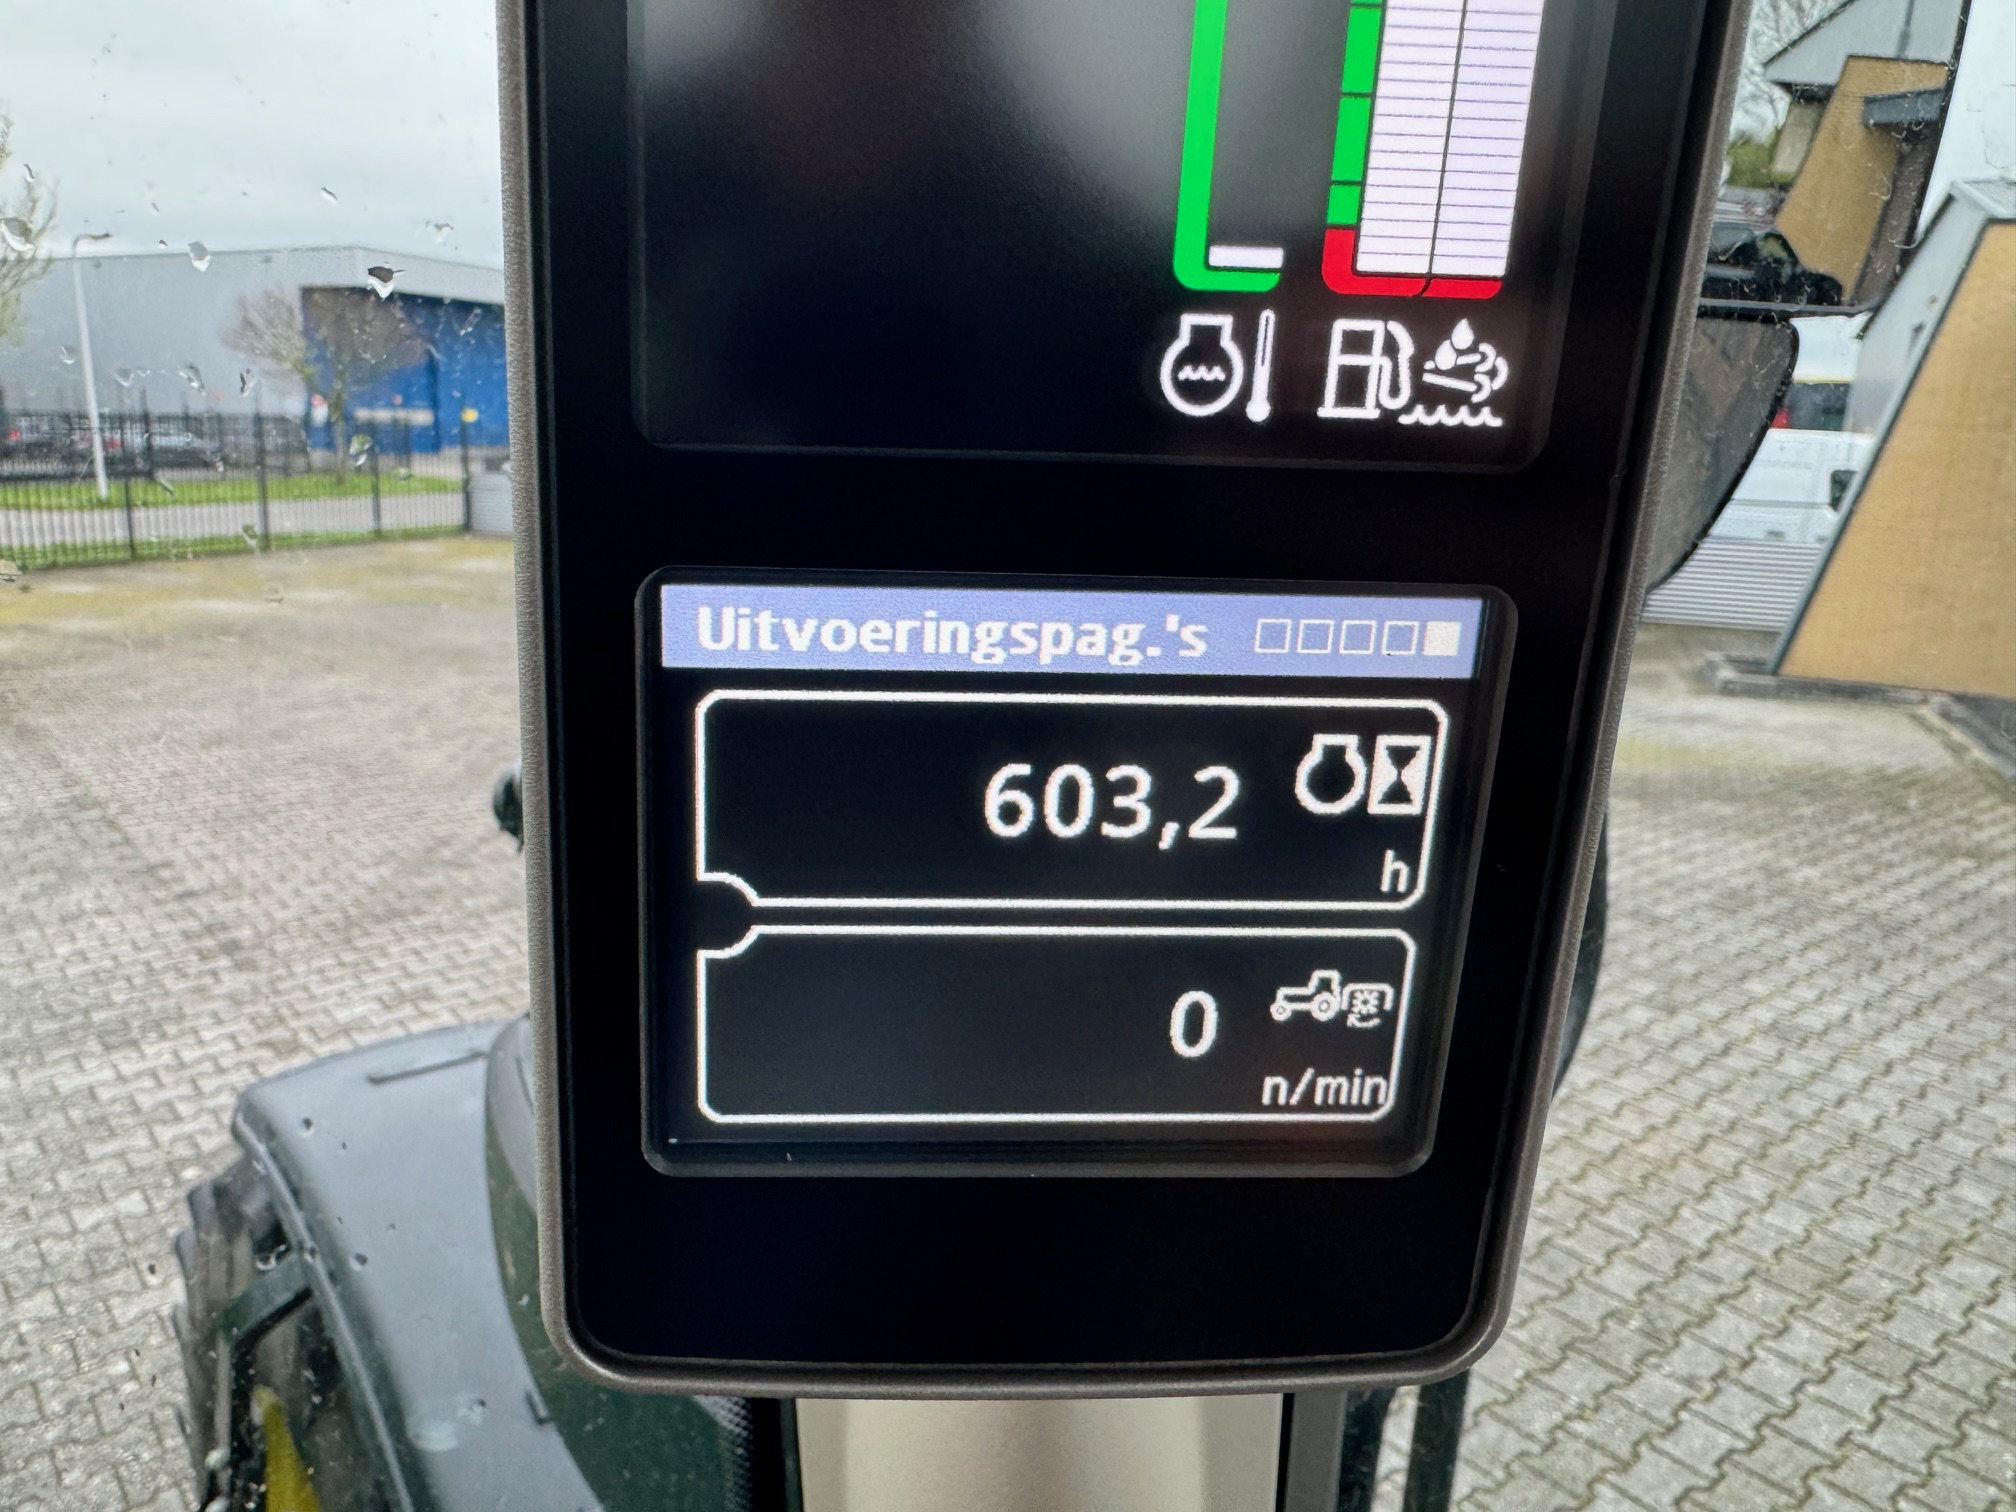 Uitvoeringspag.'s
603,2
h
0
n/min